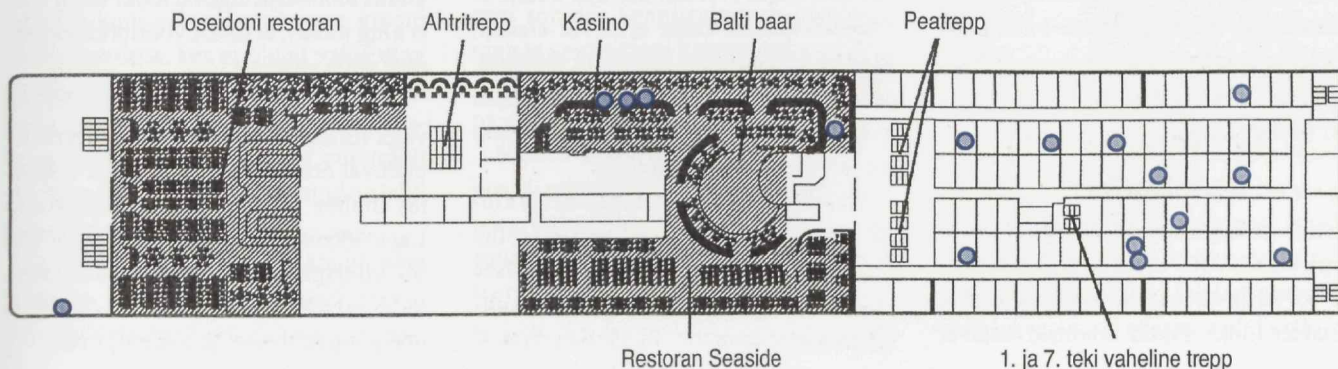 Poseidoni restoran
Ahtritrepp
Kasiino
Balti baar
Peatrepp
Restoran Seaside
1. ja 7. teki vaheline trepp